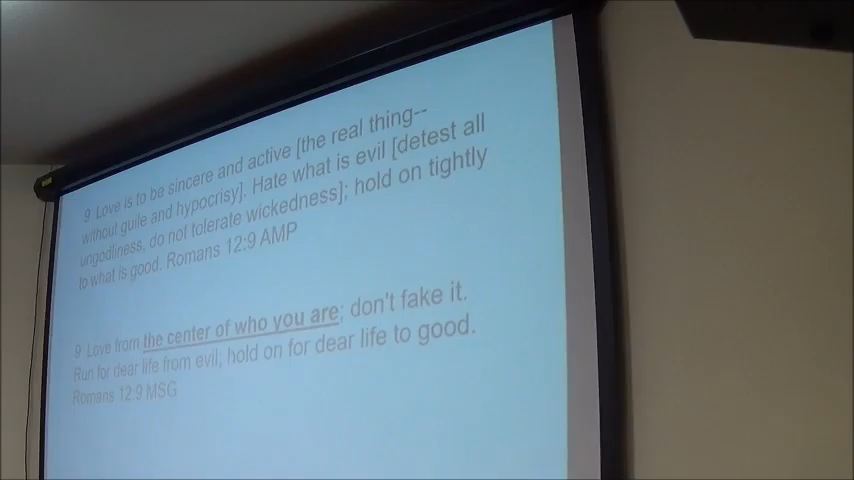 9 Love is to be sincere and active [the real thing--
without guile and hypocrisy]. Hate what is evil [detest all
ungodliness, do not tolerate wickedness]; hold on tightly
to what is good. Romans 12:9 AMP
9 Love from the center of who you are; don't fake it.
Run for dear life from evil; hold on for dear life to good.
Romans 12:9 MSG